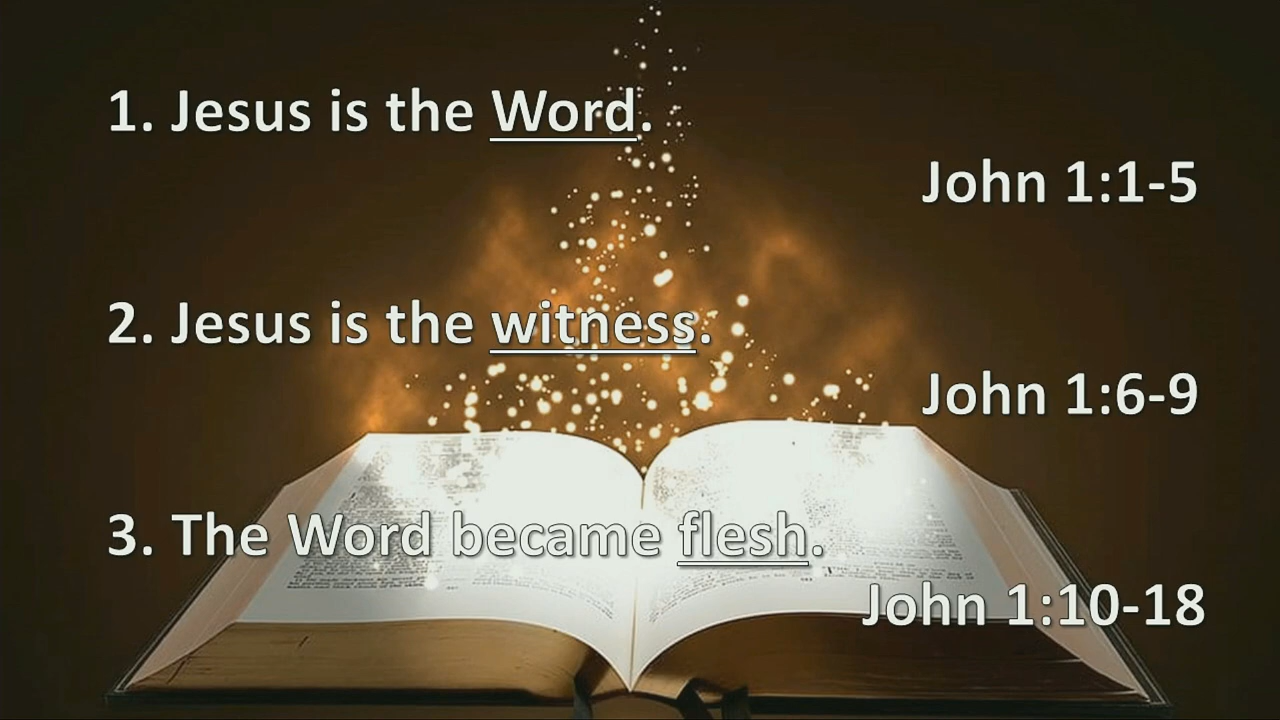 1. Jesus is the Word.
John 1:1-5
2. Jesus is the witness.
John 1:6-9
3. The Word became flesh.
John 1:10-18